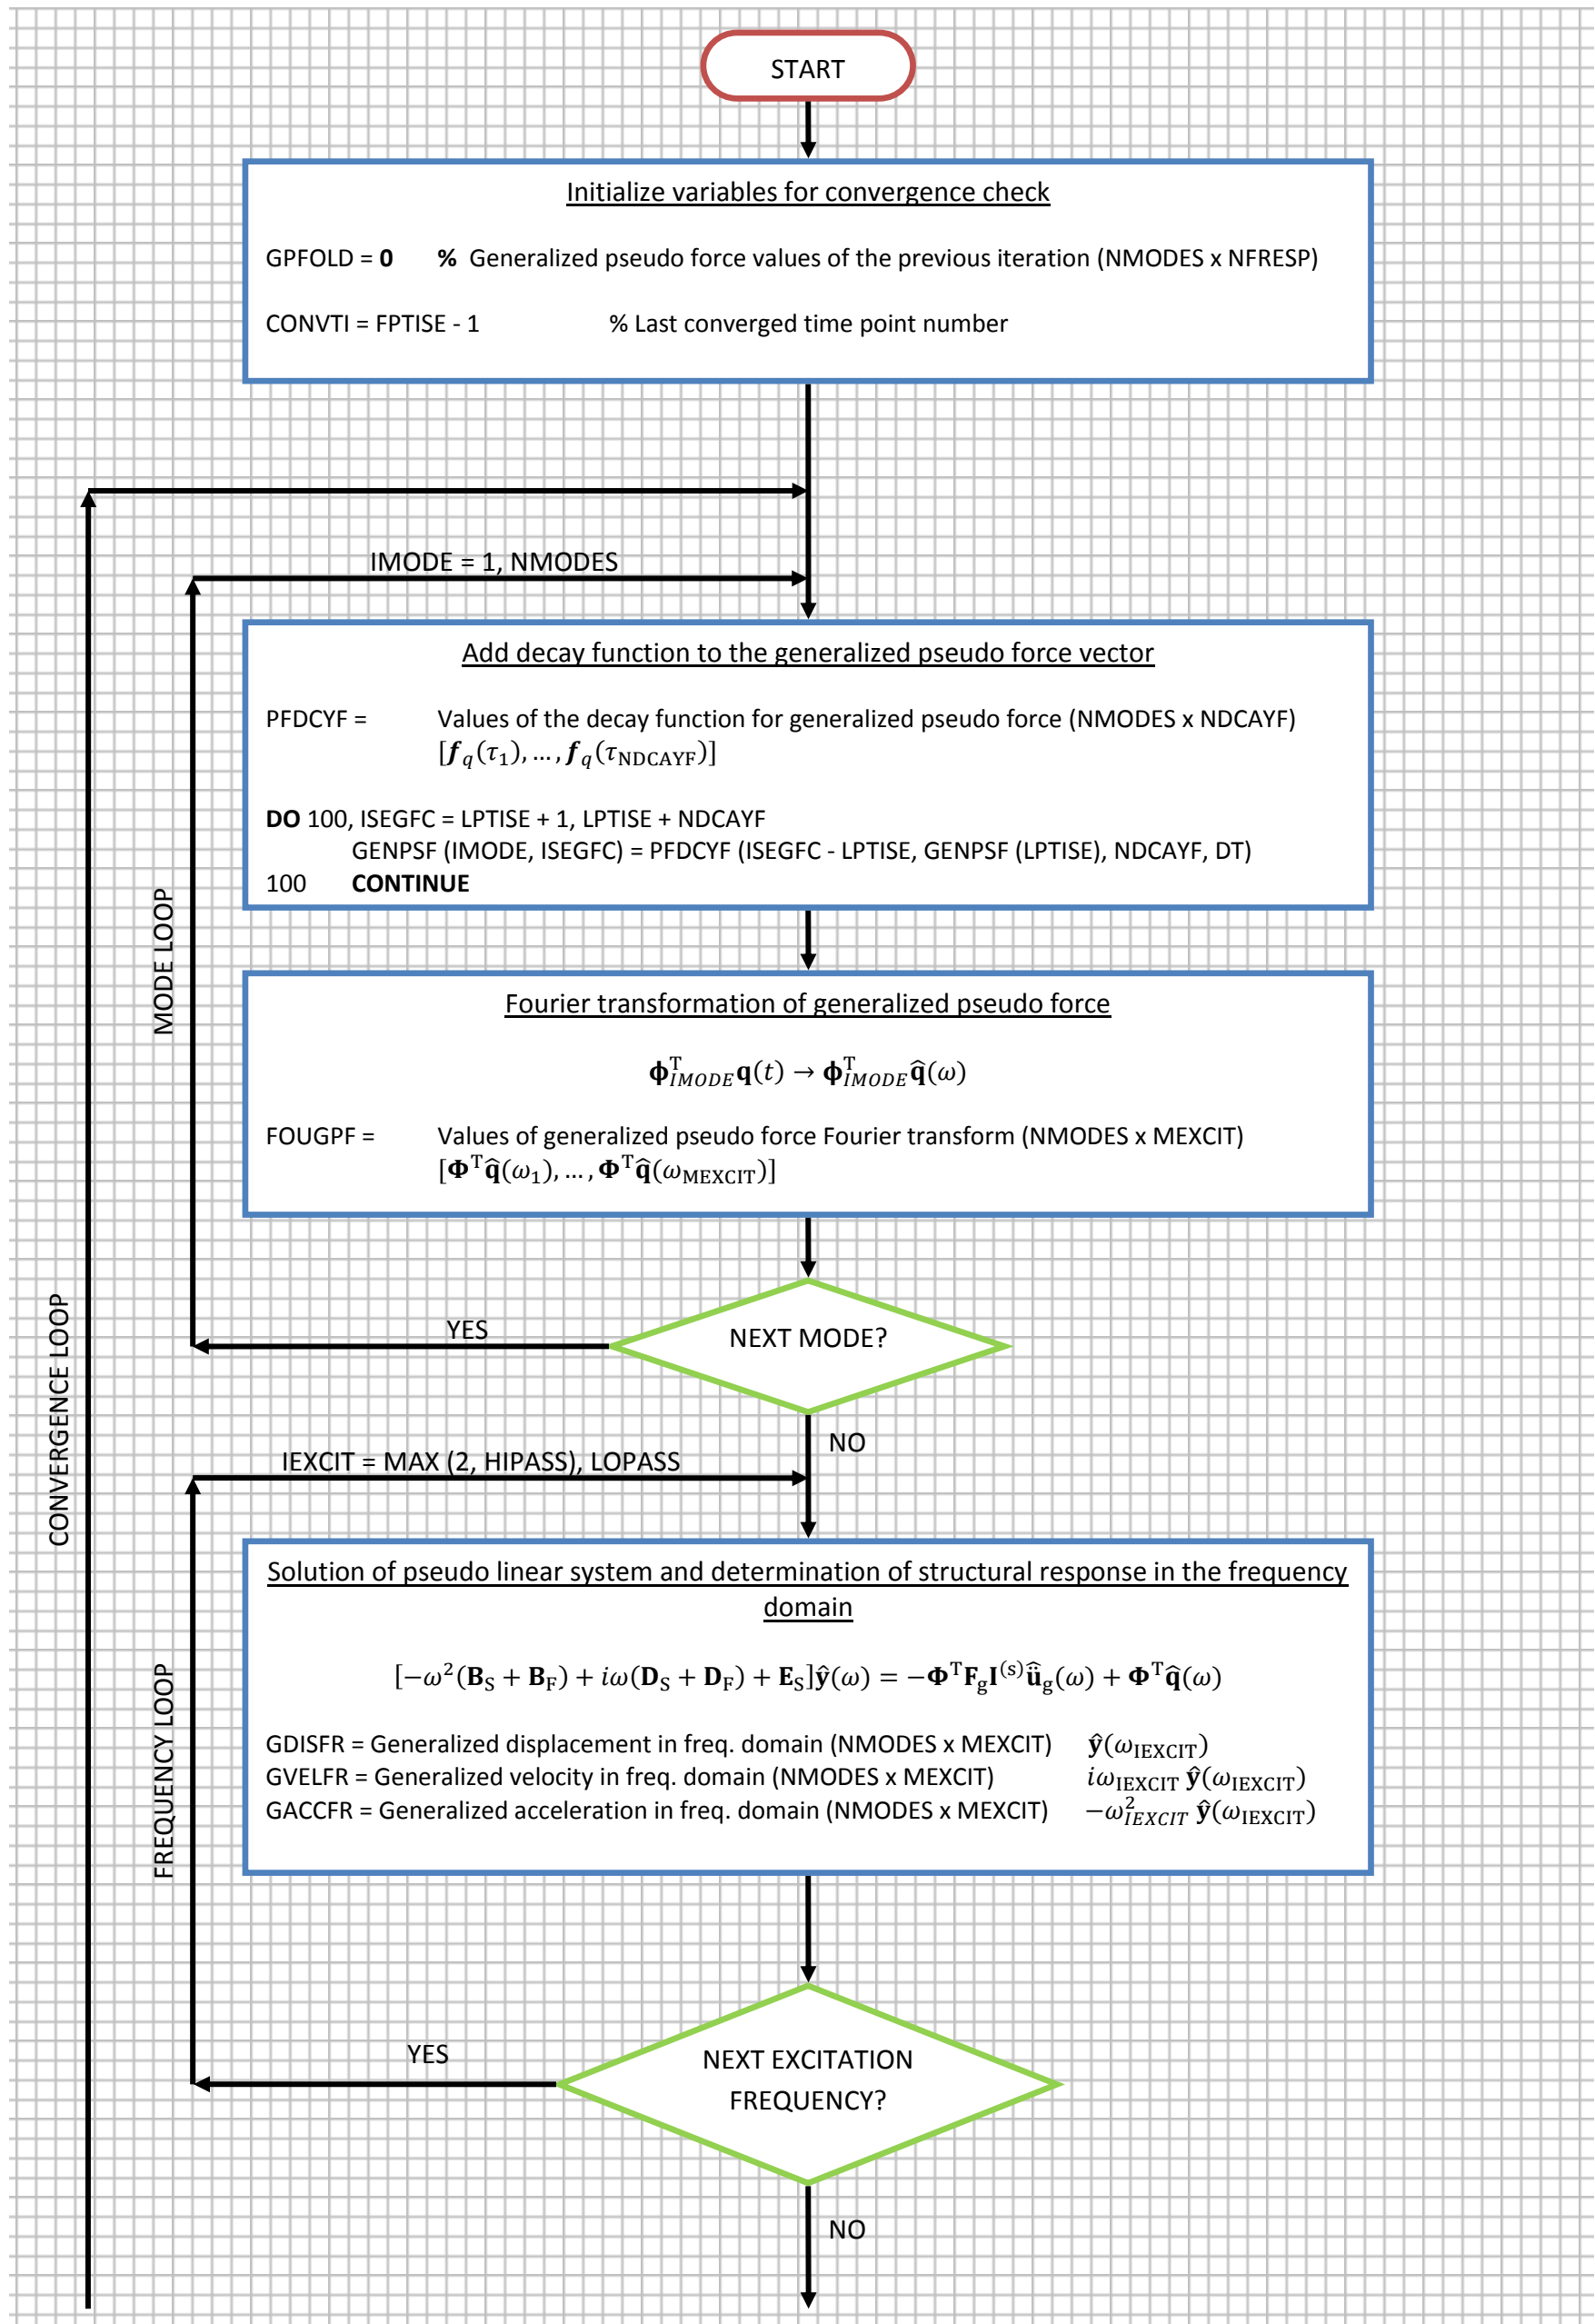 START
Initialize variables for convergence check
GPFOLD = 0 % Generalized pseudo force values of the previous iteration (NMODES x NFRESP)
CONVTI = FPTISE - 1 % Last converged time point number
IMODE = 1, NMODES
Add decay function to the generalized pseudo force vector
PFDCYF = Values of the decay function for generalized pseudo force (NMODES x NDCAYF)
[𝒇_q(τ₁), … , 𝒇_q(τ_NDCAYF)]
DO 100, ISEGFC = LPTISE + 1, LPTISE + NDCAYF
GENPSF (IMODE, ISEGFC) = PFDCYF (ISEGFC - LPTISE, GENPSF (LPTISE), NDCAYF, DT)
100 CONTINUE
MODE LOOP
Fourier transformation of generalized pseudo force
ɸ^T_IMODE q(t) → ɸ^T_IMODE q̂(ω)
FOUGPF = Values of generalized pseudo force Fourier transform (NMODES x MEXCIT)
[Φ^T q̂(ω₁), … , Φ^T q̂(ω_MEXCIT)]
NEXT MODE?
YES
NO
CONVERGENCE LOOP
IEXCIT = MAX (2, HIPASS), LOPASS
Solution of pseudo linear system and determination of structural response in the frequency
domain
[−ω²(B_S + B_F) + iω(D_S + D_F) + E_S]ŷ(ω) = −Φ^T F_g I^(s) ü̂_g(ω) + Φ^T q̂(ω)
GDISFR = Generalized displacement in freq. domain (NMODES x MEXCIT) ŷ(ω_IEXCIT)
GVELFR = Generalized velocity in freq. domain (NMODES x MEXCIT) iω_IEXCIT ŷ(ω_IEXCIT)
GACCFR = Generalized acceleration in freq. domain (NMODES x MEXCIT) −ω²_IEXCIT ŷ(ω_IEXCIT)
FREQUENCY LOOP
NEXT EXCITATION
FREQUENCY?
YES
NO